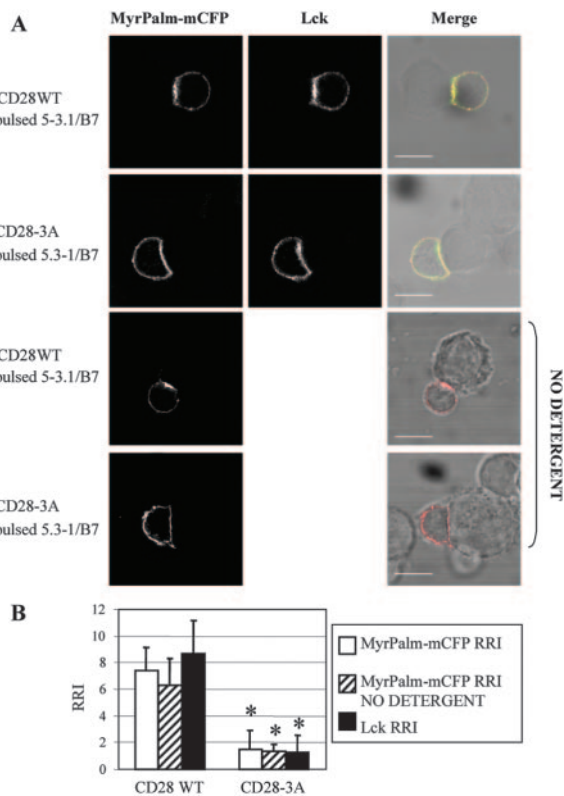 A
MyrPalm-mCFP Lck Merge
CD28WT
pulsed 5-3.1/B7
CD28-3A
pulsed 5.3-1/B7
CD28WT
pulsed 5-3.1/B7
CD28-3A
pulsed 5.3-1/B7
NO DETERGENT
B
12
10
8
6
4
2
0
RRI
* * *
CD28 WT CD28-3A
MyrPalm-mCFP RRI
MyrPalm-mCFP RRI
NO DETERGENT
Lck RRI